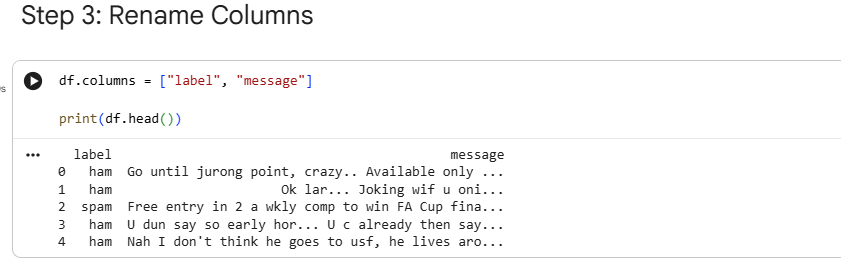 Step 3: Rename Columns
df.columns = ["label", "message"]
print(df.head())
label message
0 ham Go until jurong point, crazy.. Available only ...
1 ham Ok lar... Joking wif u oni...
2 spam Free entry in 2 a wkly comp to win FA Cup fina...
3 ham U dun say so early hor... U c already then say...
4 ham Nah I don't think he goes to usf, he lives aro...